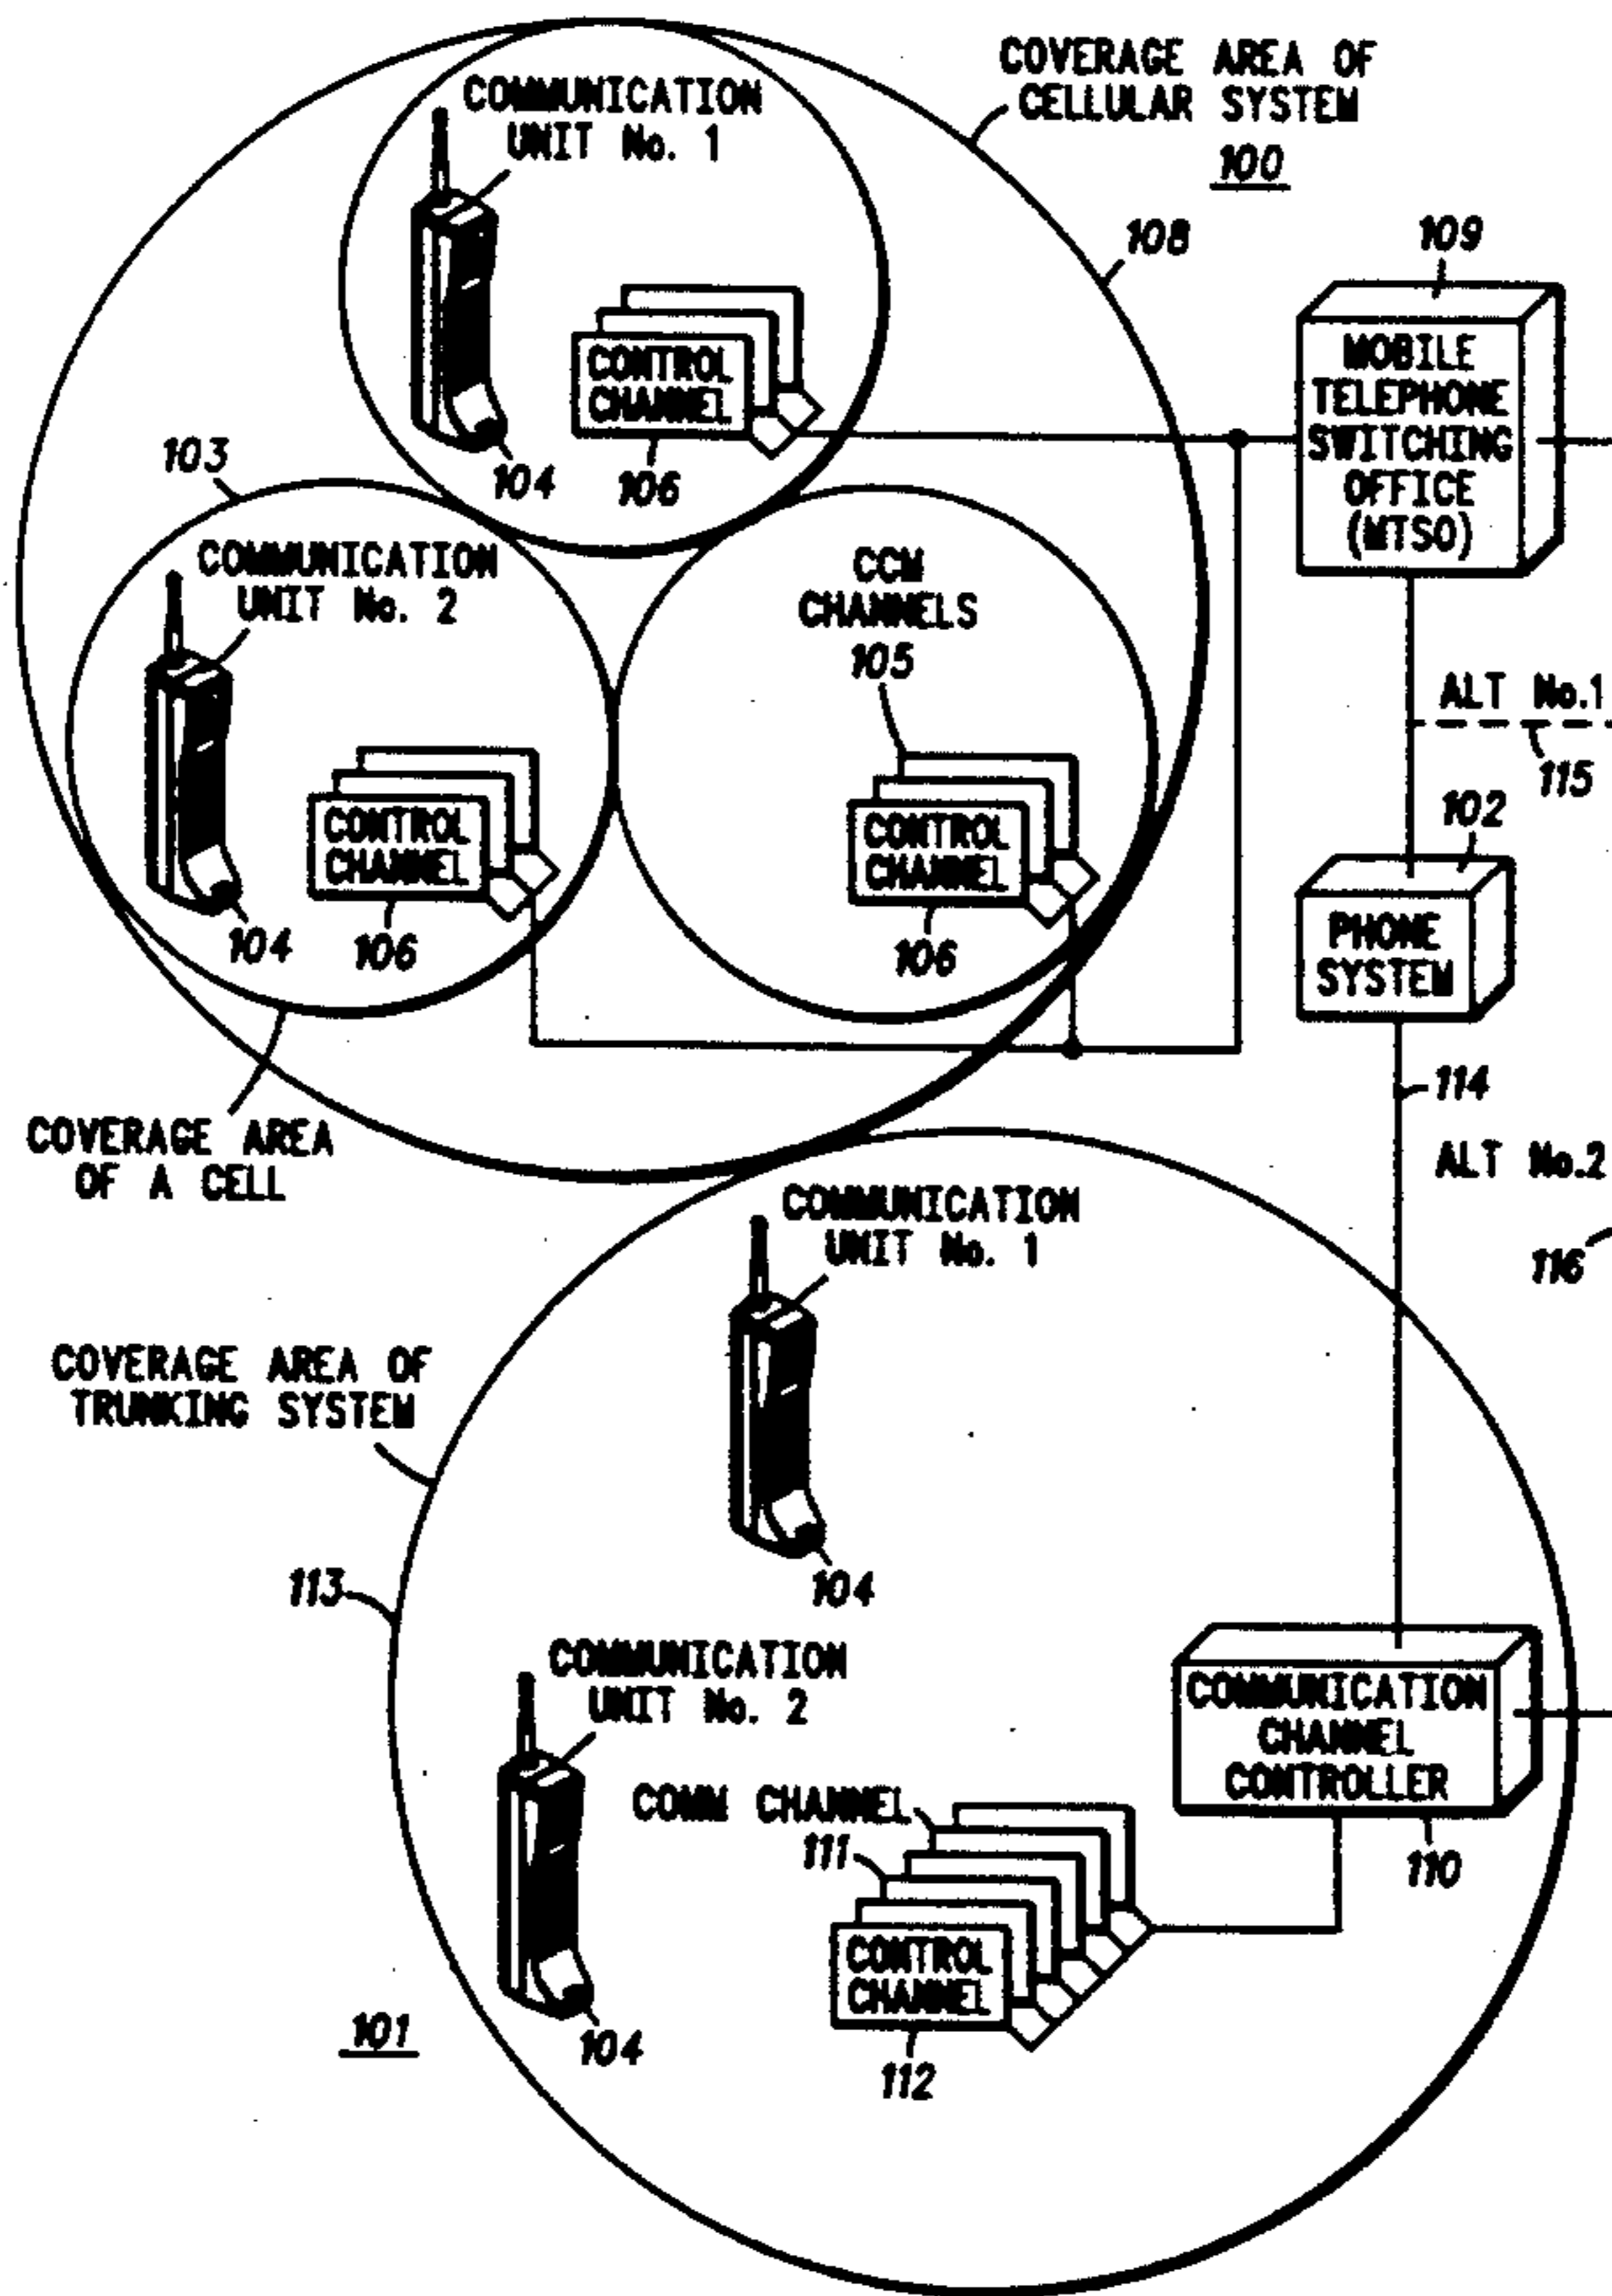 COVERAGE AREA OF
CELLULAR SYSTEM
100
COMMUNICATION
UNIT No. 1
108
109
MOBILE
TELEPHONE
SWITCHING
OFFICE
(MTSO)
CONTROL
CHANNEL
104
106
103
COMMUNICATION
UNIT No. 2
CCM
CHANNELS
105
ALT No.1
115
102
CONTROL
CHANNEL
CONTROL
CHANNEL
104
106
106
PHONE
SYSTEM
114
COVERAGE AREA
OF A CELL
ALT No.2
116
COMMUNICATION
UNIT No. 1
COVERAGE AREA OF
TRUNKING SYSTEM
104
113
COMMUNICATION
UNIT No. 2
COMMUNICATION
CHANNEL
CONTROLLER
110
COMM CHANNEL
111
CONTROL
CHANNEL
112
101
104